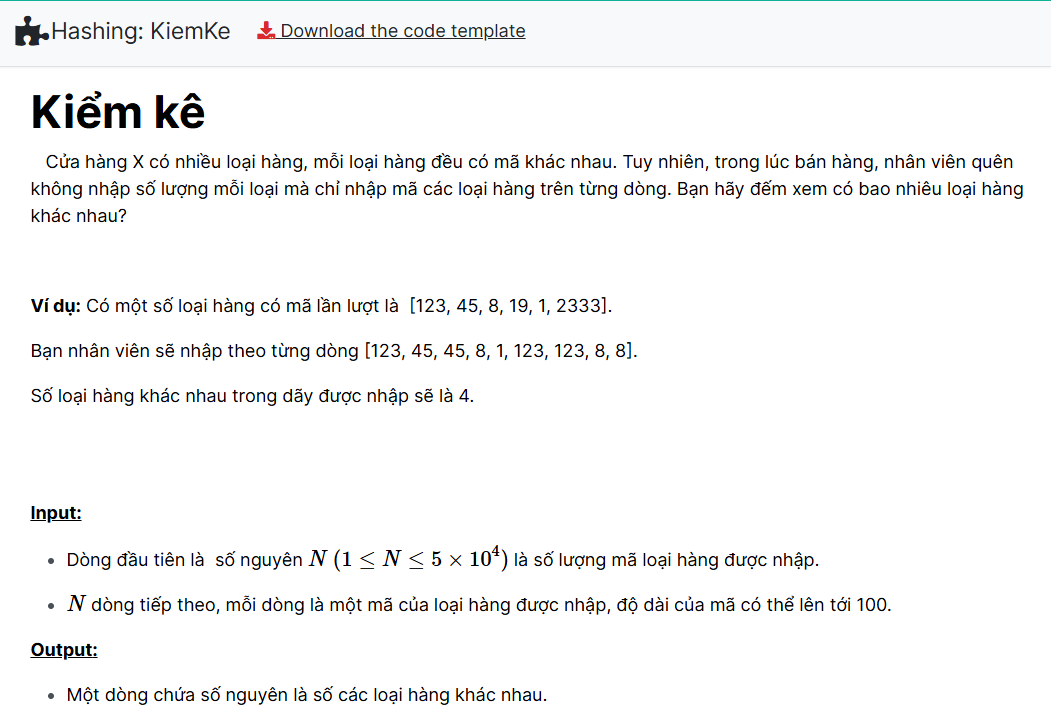 Hashing: KiemKe Download the code template
Kiểm kê
Cửa hàng X có nhiều loại hàng, mỗi loại hàng đều có mã khác nhau. Tuy nhiên, trong lúc bán hàng, nhân viên quên
không nhập số lượng mỗi loại mà chỉ nhập mã các loại hàng trên từng dòng. Bạn hãy đếm xem có bao nhiêu loại hàng
khác nhau?
Ví dụ: Có một số loại hàng có mã lần lượt là [123, 45, 8, 19, 1, 2333].
Bạn nhân viên sẽ nhập theo từng dòng [123, 45, 45, 8, 1, 123, 123, 8, 8].
Số loại hàng khác nhau trong dãy được nhập sẽ là 4.
Input:
• Dòng đầu tiên là số nguyên N (1 ≤ N ≤ 5 × 10⁴) là số lượng mã loại hàng được nhập.
• N dòng tiếp theo, mỗi dòng là một mã của loại hàng được nhập, độ dài của mã có thể lên tới 100.
Output:
• Một dòng chứa số nguyên là số các loại hàng khác nhau.